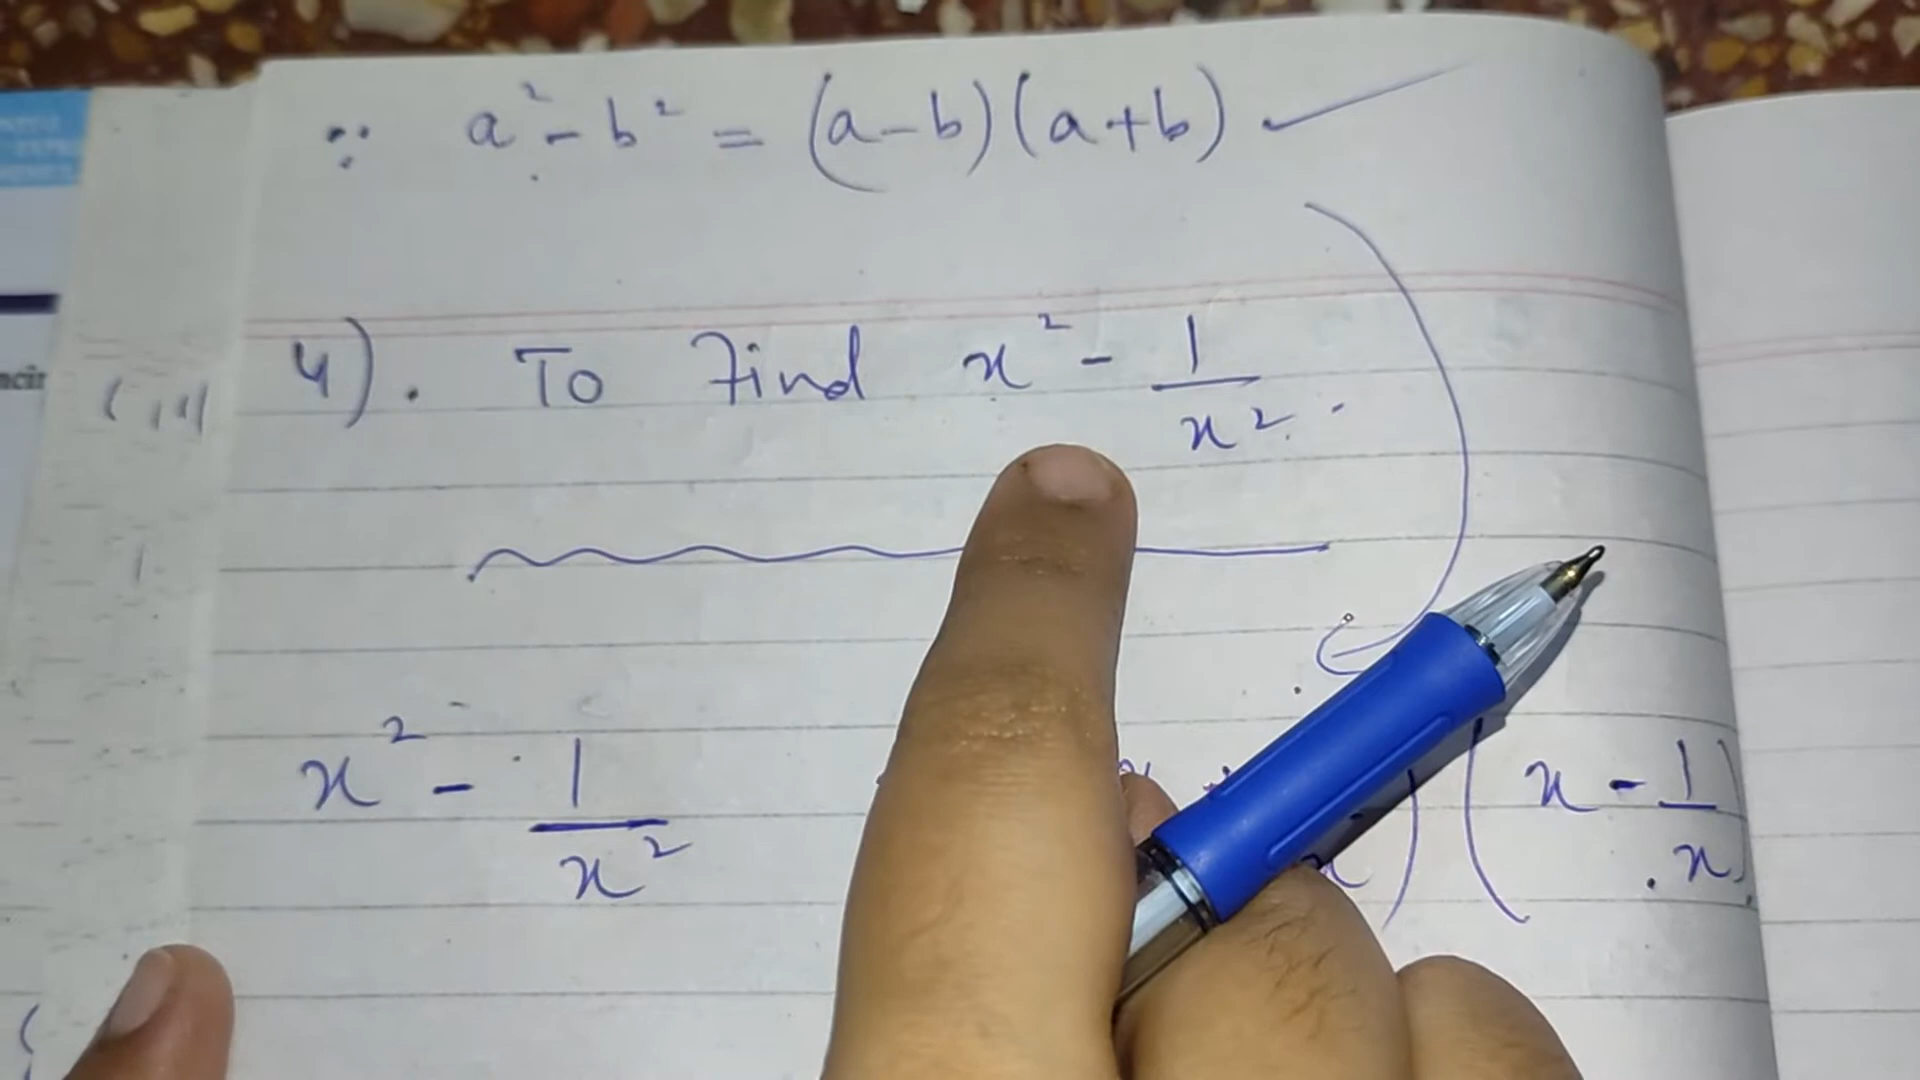 ∵ a² - b² = (a-b)(a+b) ✓
4). To find x² - 1/x².
x² - 1/x² x) (x - 1/x)